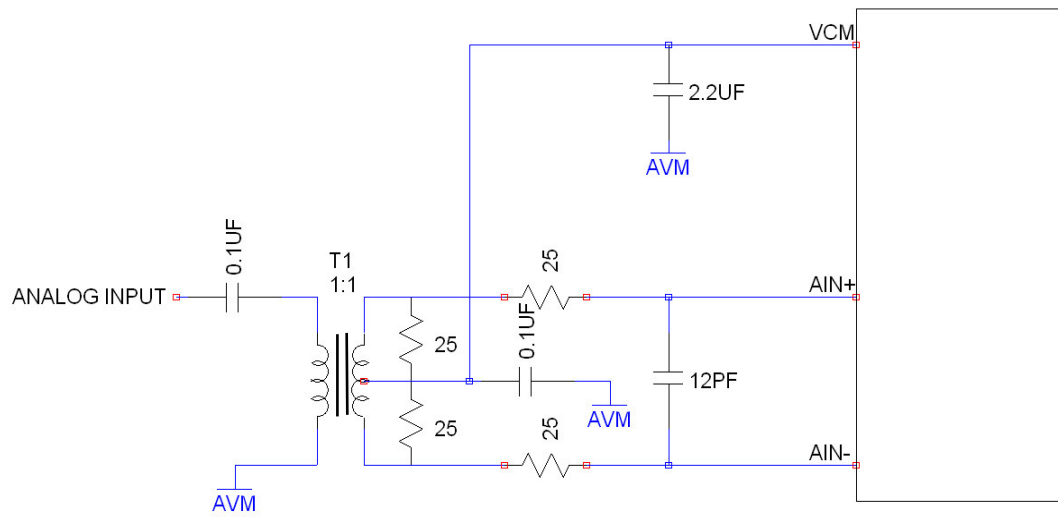 VCM
2.2UF
AVM
0.1UF
T1
1:1
25
ANALOG INPUT
AIN+
25
0.1UF
12PF
AVM
25
25
AIN-
AVM